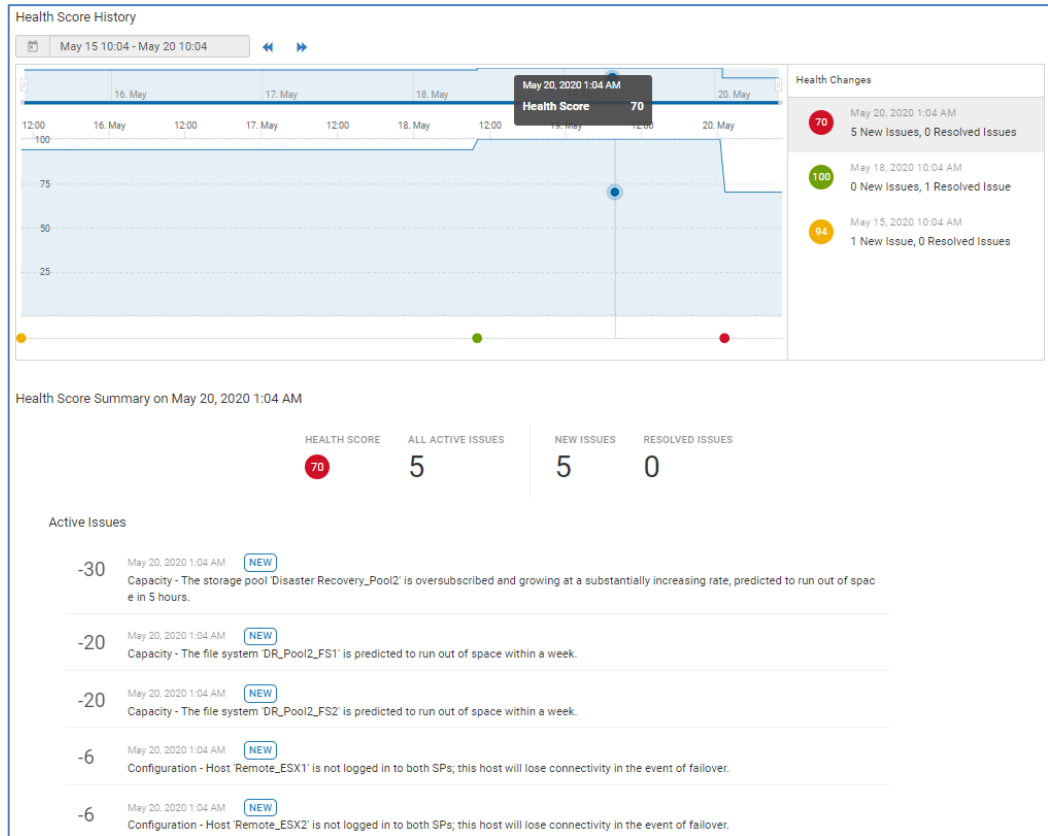 Health Score History
May 15 10:04 - May 20 10:04
16. May 17. May 18. May 20. May
May 20, 2020 1:04 AM
Health Score 70
12:00 16. May 12:00 17. May 12:00 18. May 12:00 19. May 12:00 20. May
100
75
50
25
Health Changes
70
May 20, 2020 1:04 AM
5 New Issues, 0 Resolved Issues
100
May 18, 2020 10:04 AM
0 New Issues, 1 Resolved Issue
94
May 15, 2020 10:04 AM
1 New Issue, 0 Resolved Issues
Health Score Summary on May 20, 2020 1:04 AM
HEALTH SCORE ALL ACTIVE ISSUES NEW ISSUES RESOLVED ISSUES
70 5 5 0
Active Issues
-30
May 20, 2020 1:04 AM NEW
Capacity - The storage pool 'Disaster Recovery_Pool2' is oversubscribed and growing at a substantially increasing rate, predicted to run out of spac
e in 5 hours.
-20
May 20, 2020 1:04 AM NEW
Capacity - The file system 'DR_Pool2_FS1' is predicted to run out of space within a week.
-20
May 20, 2020 1:04 AM NEW
Capacity - The file system 'DR_Pool2_FS2' is predicted to run out of space within a week.
-6
May 20, 2020 1:04 AM NEW
Configuration - Host 'Remote_ESX1' is not logged in to both SPs; this host will lose connectivity in the event of failover.
-6
May 20, 2020 1:04 AM NEW
Configuration - Host 'Remote_ESX2' is not logged in to both SPs; this host will lose connectivity in the event of failover.